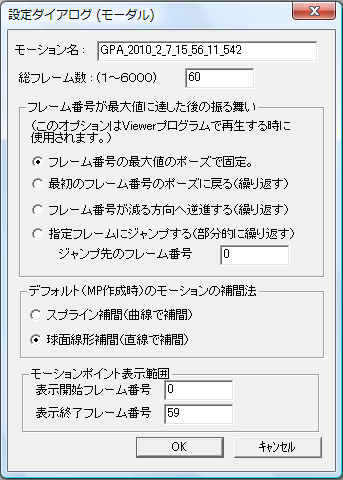 設定ダイアログ (モーダル)
モーション名 : GPA_2010_2_7_15_56_11_542
総フレーム数 : (1～6000) 60
フレーム番号が最大値に達した後の振る舞い
(このオプションはViewerプログラムで再生する時に
使用されます。)
フレーム番号の最大値のポーズで固定。
最初のフレーム番号のポーズに戻る(繰り返す)
フレーム番号が減る方向へ逆進する(繰り返す)
指定フレームにジャンプする(部分的に繰り返す)
ジャンプ先のフレーム番号 0
デフォルト(MP作成時)のモーションの補間法
スプライン補間(曲線で補間)
球面線形補間(直線で補間)
モーションポイント表示範囲
表示開始フレーム番号 0
表示終了フレーム番号 59
OK キャンセル